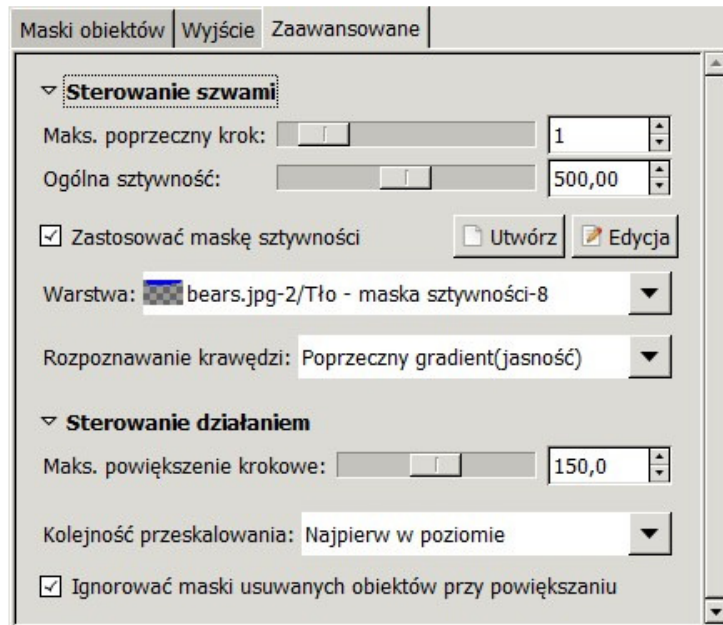 Maski obiektów Wyjście Zaawansowane
Sterowanie szwami
Maks. poprzeczny krok: 1
Ogólna sztywność: 500,00
Zastosować maskę sztywności Utwórz Edycja
Warstwa: bears.jpg-2/Tło - maska sztywności-8
Rozpoznawanie krawędzi: Poprzeczny gradient(jasność)
Sterowanie działaniem
Maks. powiększenie krokowe: 150,0
Kolejność przeskalowania: Najpierw w poziomie
Ignorować maski usuwanych obiektów przy powiększaniu